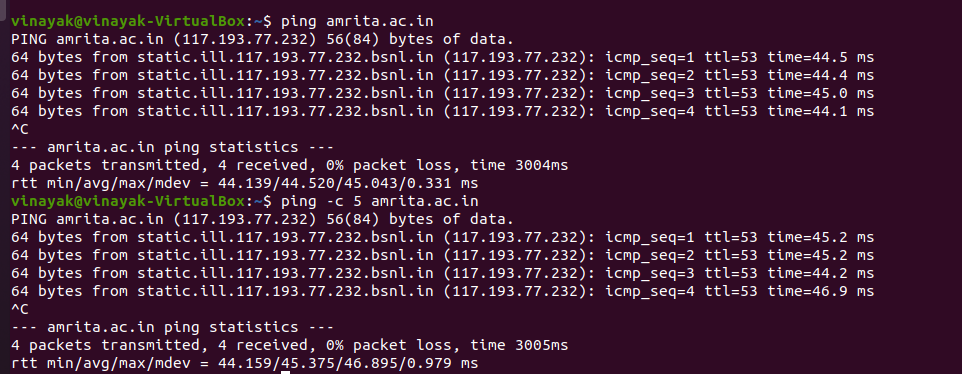 vinayak@vinayak-VirtualBox:~$ ping amrita.ac.in
PING amrita.ac.in (117.193.77.232) 56(84) bytes of data.
64 bytes from static.ill.117.193.77.232.bsnl.in (117.193.77.232): icmp_seq=1 ttl=53 time=44.5 ms
64 bytes from static.ill.117.193.77.232.bsnl.in (117.193.77.232): icmp_seq=2 ttl=53 time=44.4 ms
64 bytes from static.ill.117.193.77.232.bsnl.in (117.193.77.232): icmp_seq=3 ttl=53 time=45.0 ms
64 bytes from static.ill.117.193.77.232.bsnl.in (117.193.77.232): icmp_seq=4 ttl=53 time=44.1 ms
^C
--- amrita.ac.in ping statistics ---
4 packets transmitted, 4 received, 0% packet loss, time 3004ms
rtt min/avg/max/mdev = 44.139/44.520/45.043/0.331 ms
vinayak@vinayak-VirtualBox:~$ ping -c 5 amrita.ac.in
PING amrita.ac.in (117.193.77.232) 56(84) bytes of data.
64 bytes from static.ill.117.193.77.232.bsnl.in (117.193.77.232): icmp_seq=1 ttl=53 time=45.2 ms
64 bytes from static.ill.117.193.77.232.bsnl.in (117.193.77.232): icmp_seq=2 ttl=53 time=45.2 ms
64 bytes from static.ill.117.193.77.232.bsnl.in (117.193.77.232): icmp_seq=3 ttl=53 time=44.2 ms
64 bytes from static.ill.117.193.77.232.bsnl.in (117.193.77.232): icmp_seq=4 ttl=53 time=46.9 ms
^C
--- amrita.ac.in ping statistics ---
4 packets transmitted, 4 received, 0% packet loss, time 3005ms
rtt min/avg/max/mdev = 44.159/45.375/46.895/0.979 ms